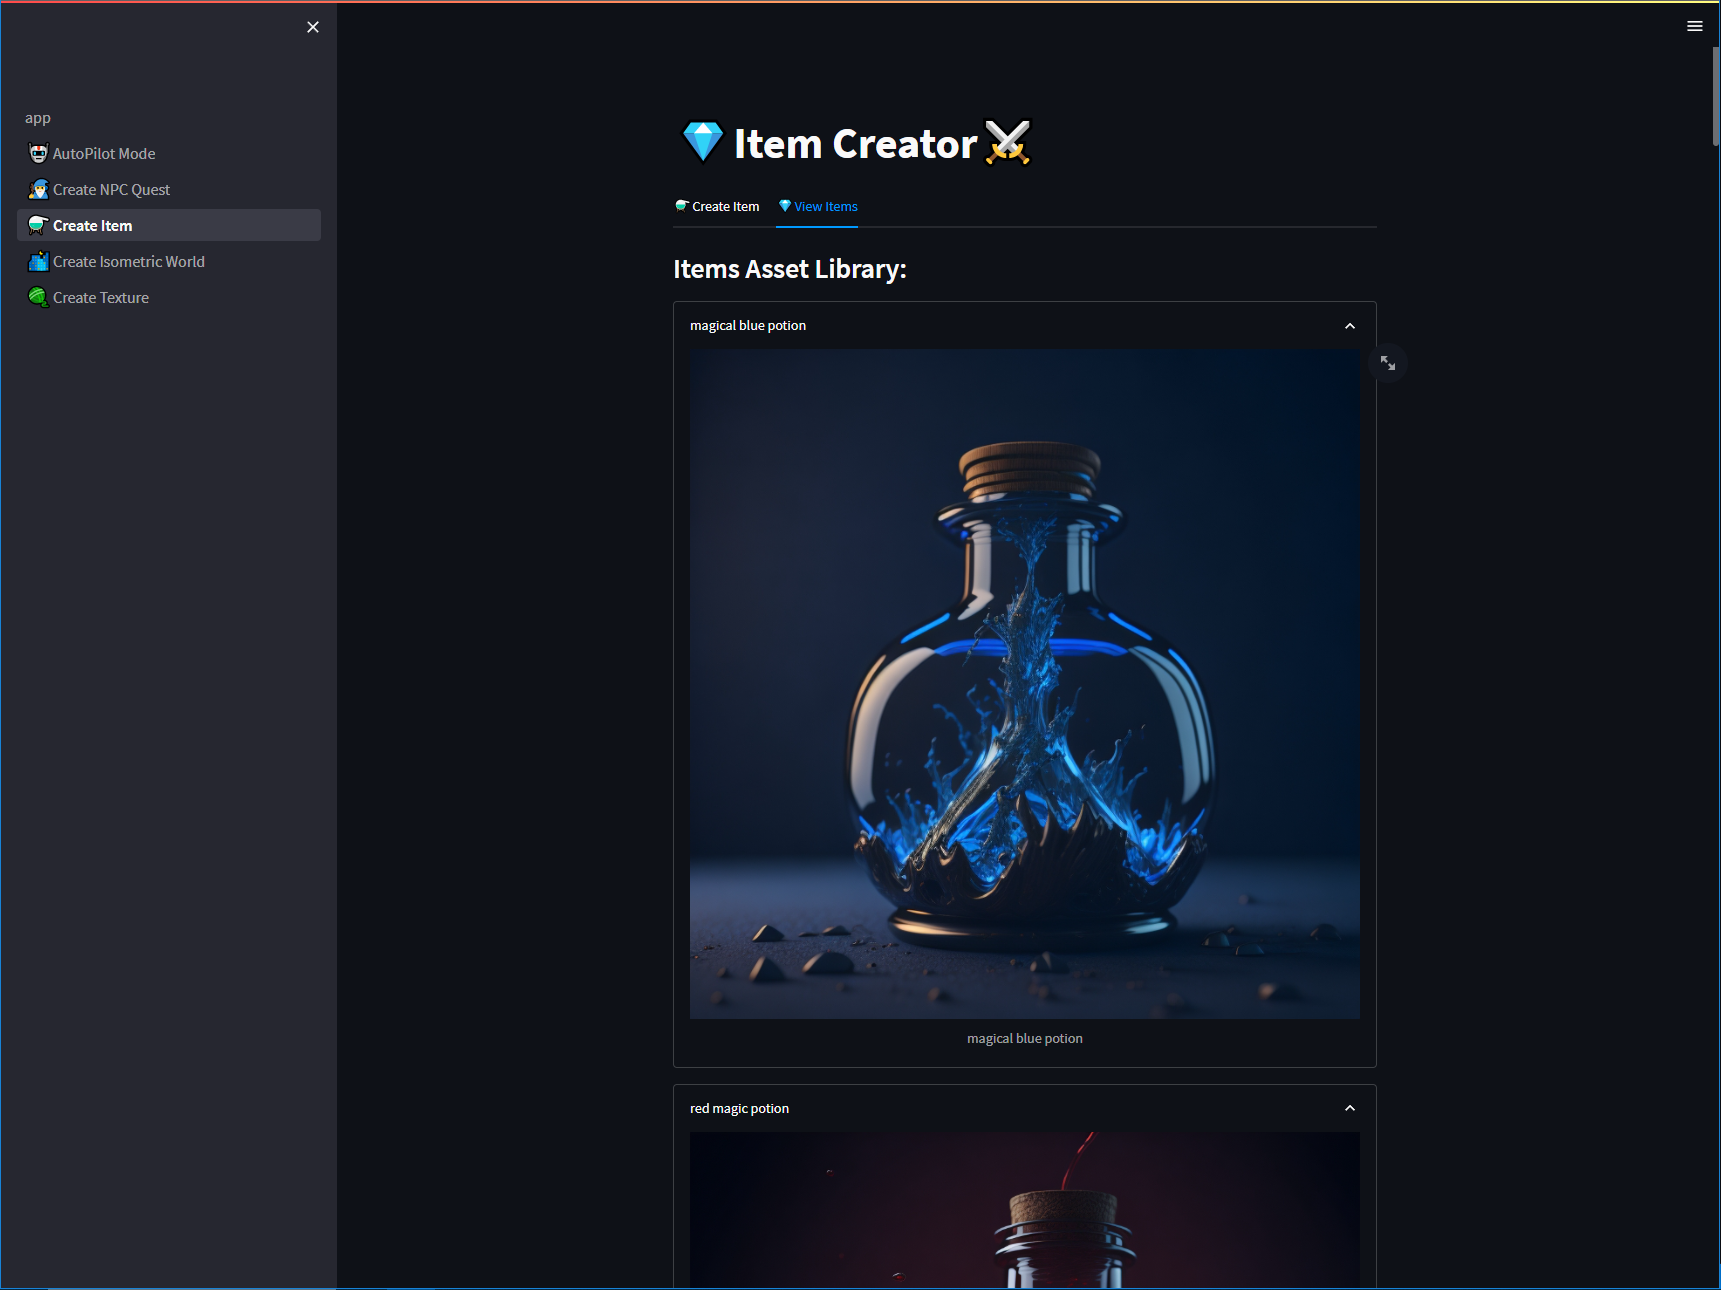 app
AutoPilot Mode
Create NPC Quest
Create Item
Create Isometric World
Create Texture
Item Creator
Create Item
View Items
Items Asset Library:
magical blue potion
magical blue potion
red magic potion